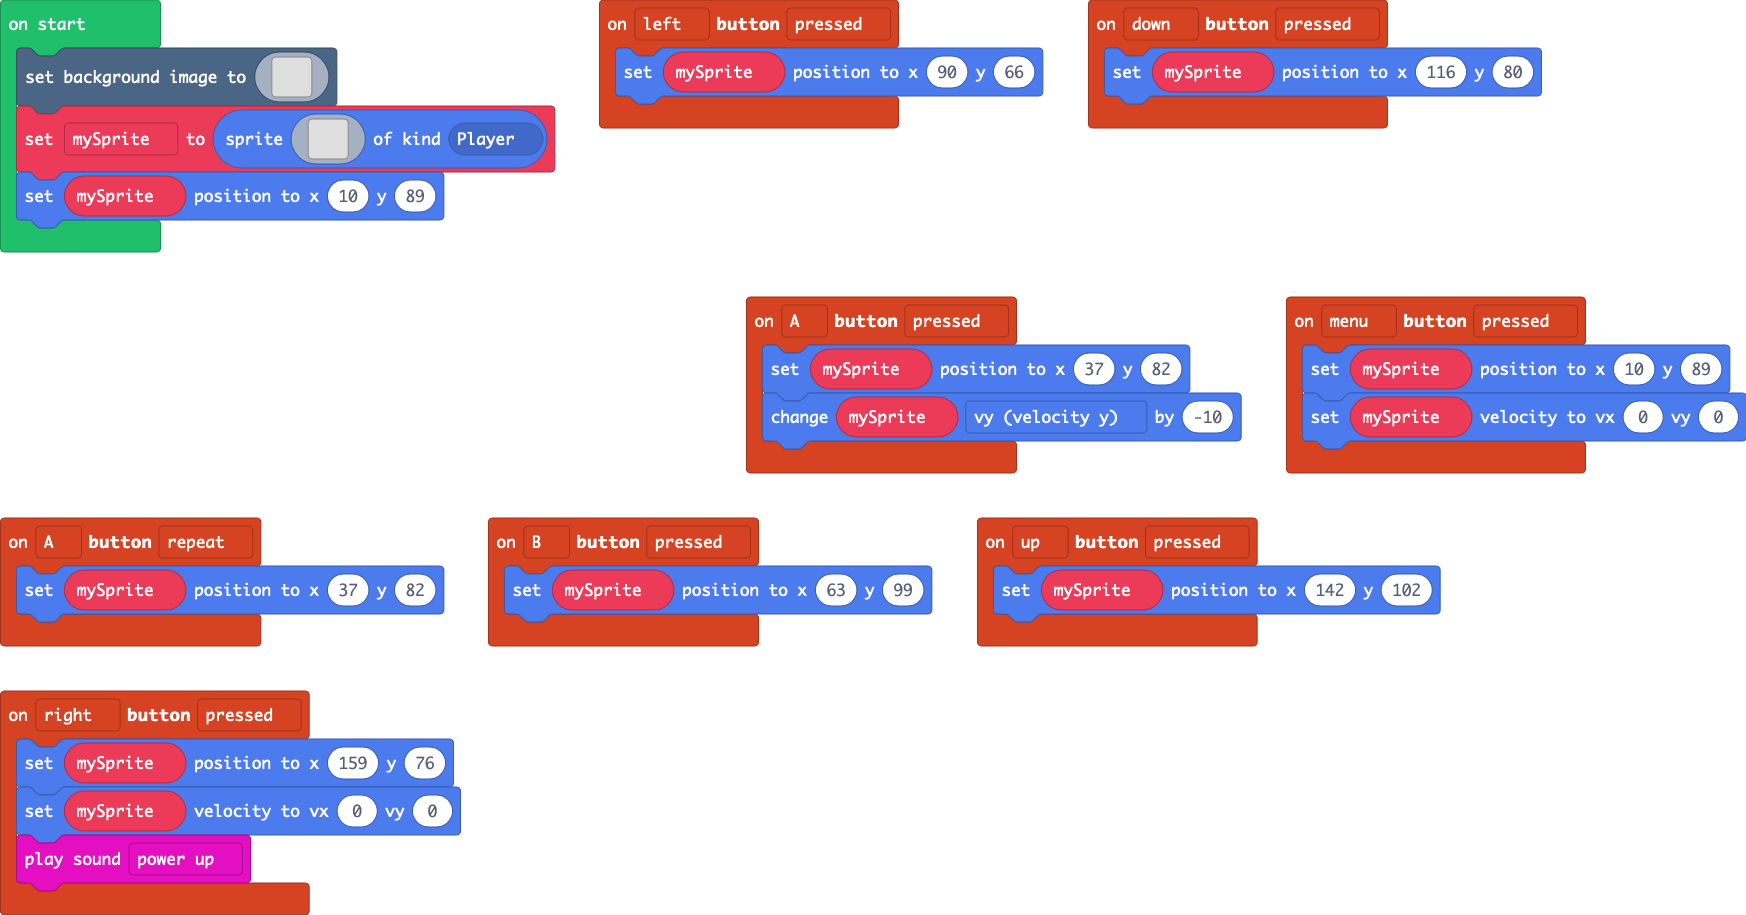 on start
set background image to
set mySprite to sprite of kind Player
set mySprite position to x 10 y 89
on left button pressed
set mySprite position to x 90 y 66
on down button pressed
set mySprite position to x 116 y 80
on A button pressed
set mySprite position to x 37 y 82
change mySprite vy (velocity y) by -10
on menu button pressed
set mySprite position to x 10 y 89
set mySprite velocity to vx 0 vy 0
on A button repeat
set mySprite position to x 37 y 82
on B button pressed
set mySprite position to x 63 y 99
on up button pressed
set mySprite position to x 142 y 102
on right button pressed
set mySprite position to x 159 y 76
set mySprite velocity to vx 0 vy 0
play sound power up